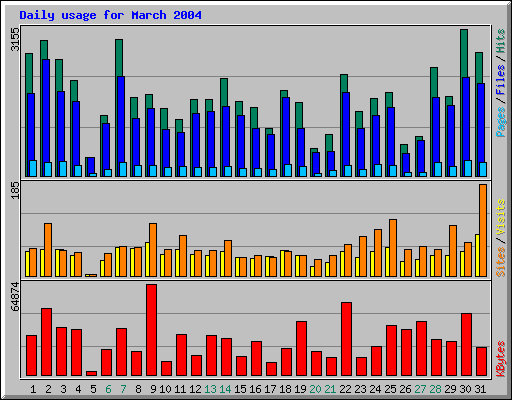 Daily usage for March 2004
3155
Pages / Files / Hits
185
Sites / Visits
64874
KBytes
1 2 3 4 5 6 7 8 9 10 11 12 13 14 15 16 17 18 19 20 21 22 23 24 25 26 27 28 29 30 31